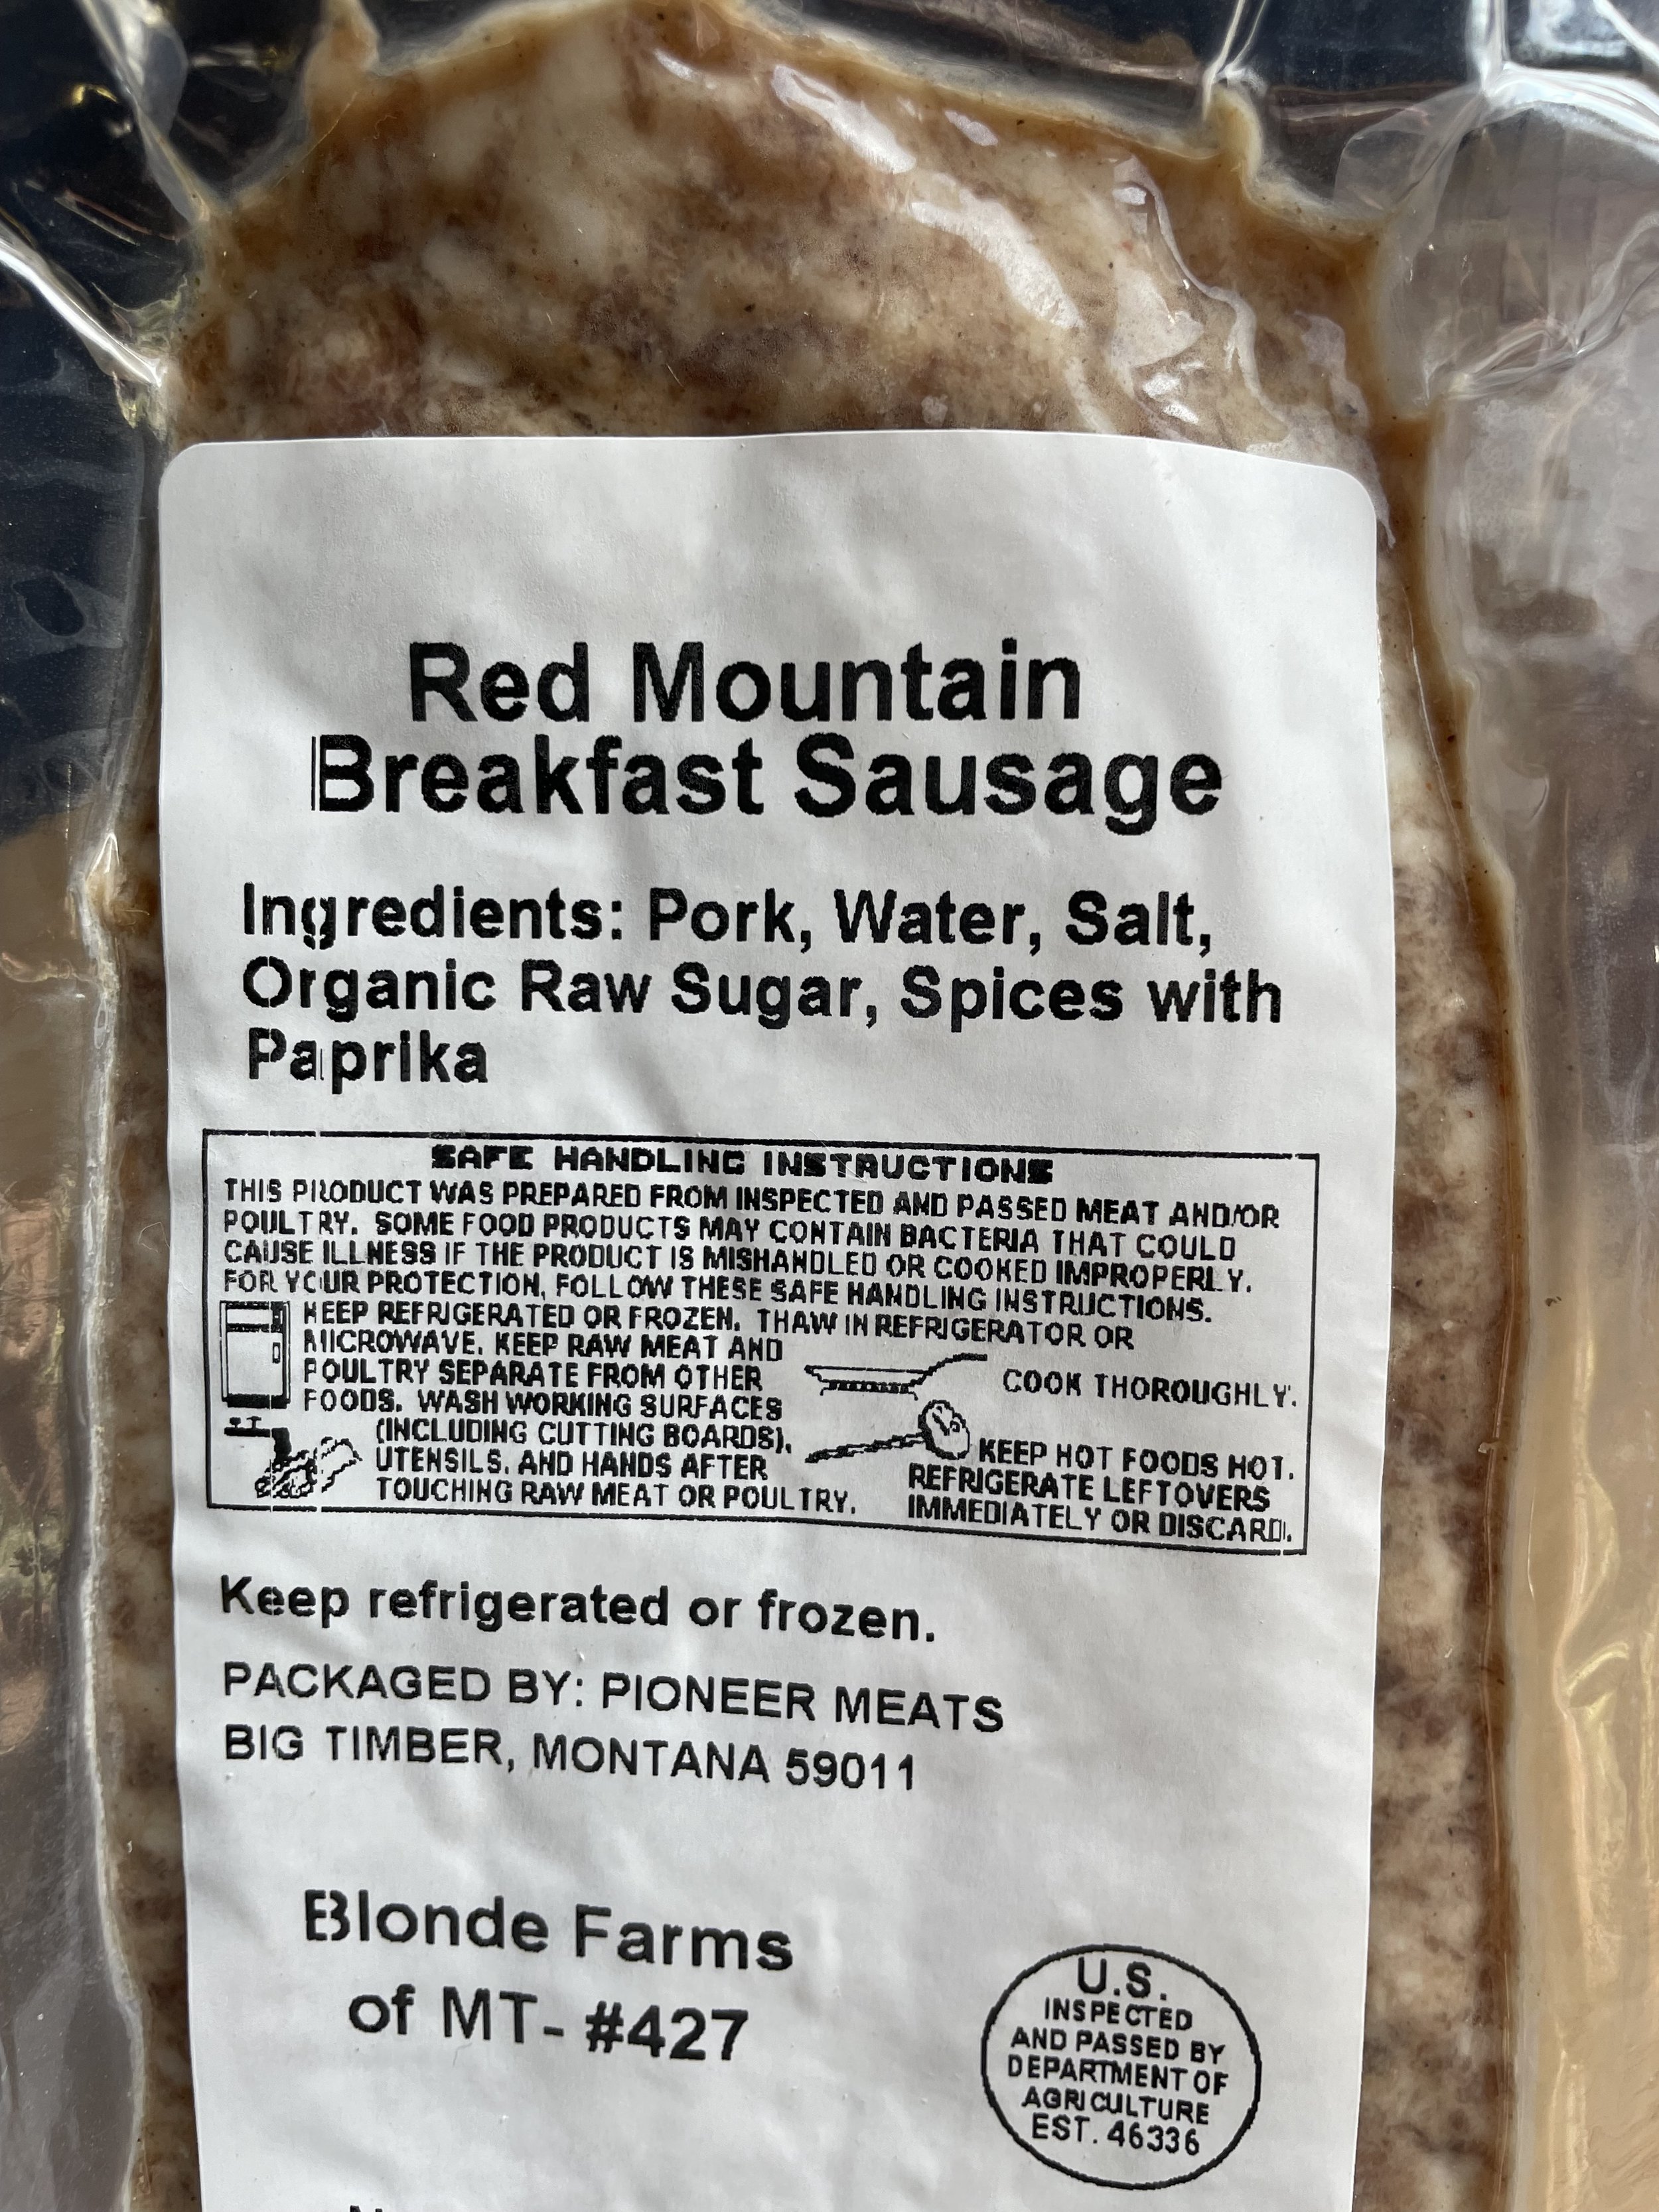 Red Mountain
Breakfast Sausage
Ingredients: Pork, Water, Salt,
Organic Raw Sugar, Spices with
Paprika
SAFE HANDLING INSTRUCTIONS
THIS PRODUCT WAS PREPARED FROM INSPECTED AND PASSED MEAT AND/OR
POULTRY. SOME FOOD PRODUCTS MAY CONTAIN BACTERIA THAT COULD
CAUSE ILLNESS IF THE PRODUCT IS MISHANDLED OR COOKED IMPROPERLY.
FOR YOUR PROTECTION, FOLLOW THESE SAFE HANDLING INSTRUCTIONS.
KEEP REFRIGERATED OR FROZEN. THAW IN REFRIGERATOR OR
MICROWAVE. KEEP RAW MEAT AND
POULTRY SEPARATE FROM OTHER
FOODS. WASH WORKING SURFACES
(INCLUDING CUTTING BOARDS),
UTENSILS, AND HANDS AFTER
TOUCHING RAW MEAT OR POULTRY.
COOK THOROUGHLY.
KEEP HOT FOODS HOT.
REFRIGERATE LEFTOVERS
IMMEDIATELY OR DISCARD.
Keep refrigerated or frozen.
PACKAGED BY: PIONEER MEATS
BIG TIMBER, MONTANA 59011
Blonde Farms
of MT- #427
U.S.
INSPECTED
AND PASSED BY
DEPARTMENT OF
AGRICULTURE
EST. 46336